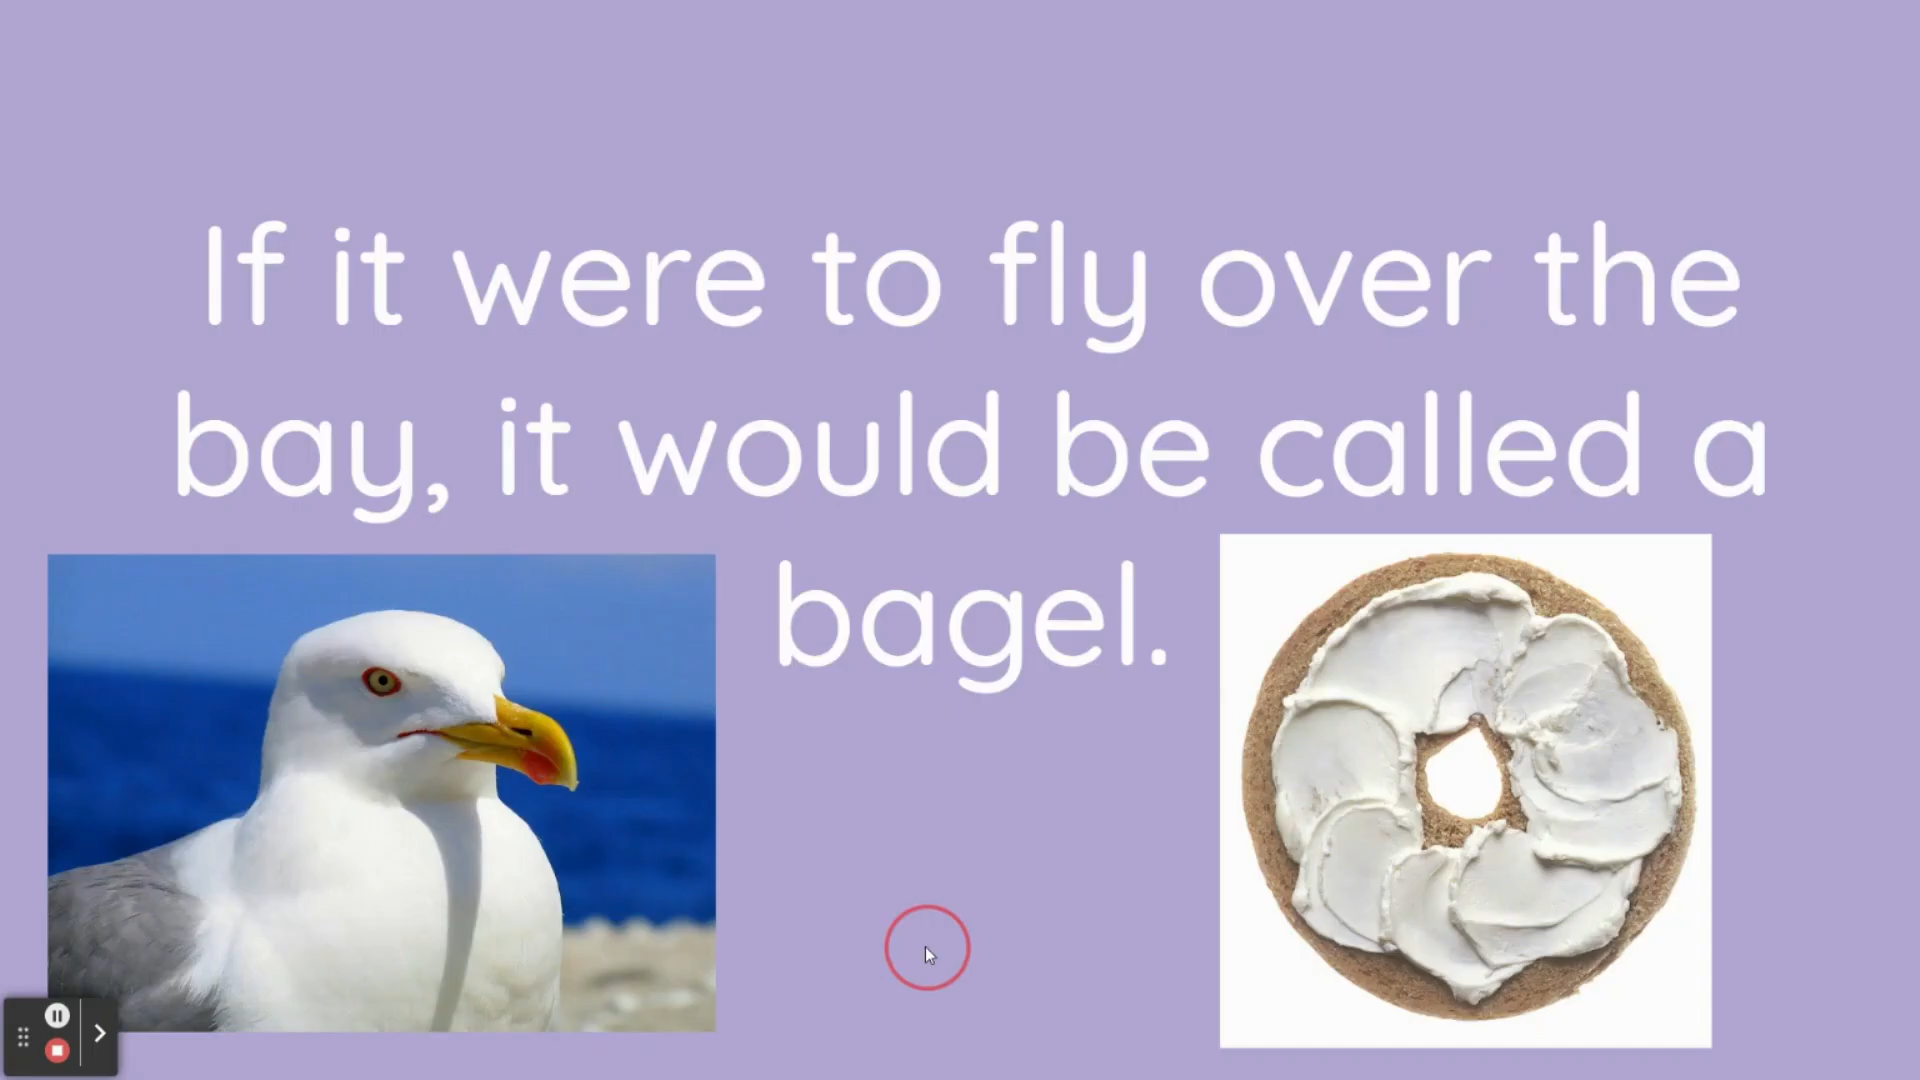 If it were to fly over the
bay, it would be called a
bagel.